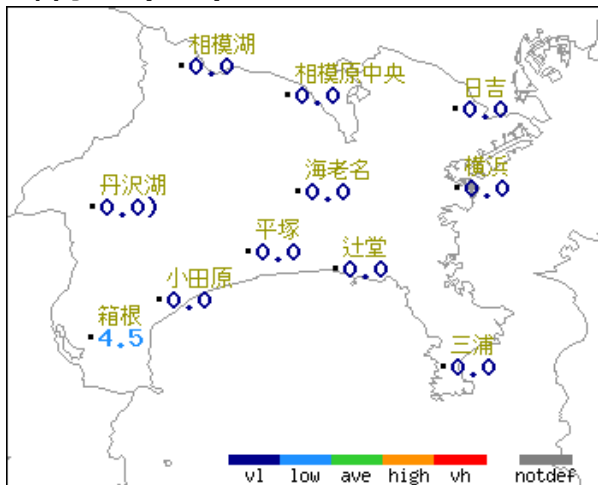 相模湖
0.0
相模原中央
0.0
日吉
0.0
丹沢湖
0.0)
海老名
0.0
横浜
0.0
平塚
0.0
辻堂
0.0
小田原
0.0
箱根
4.5
三浦
0.0
vl low ave high vh notdef